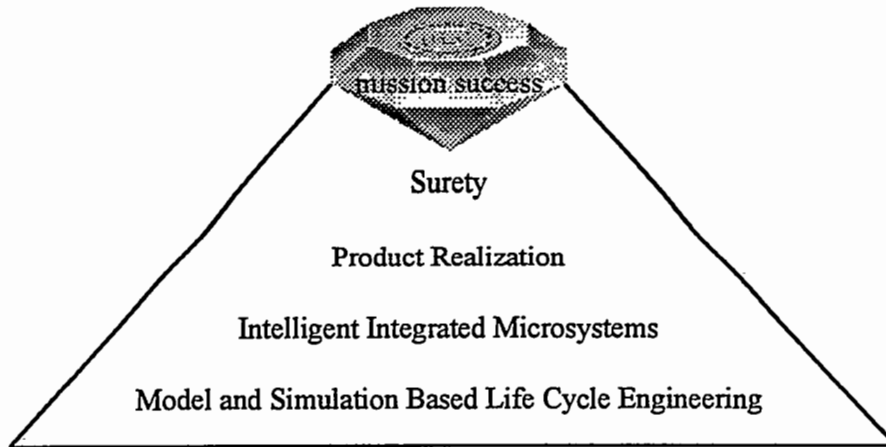 mission success
Surety
Product Realization
Intelligent Integrated Microsystems
Model and Simulation Based Life Cycle Engineering